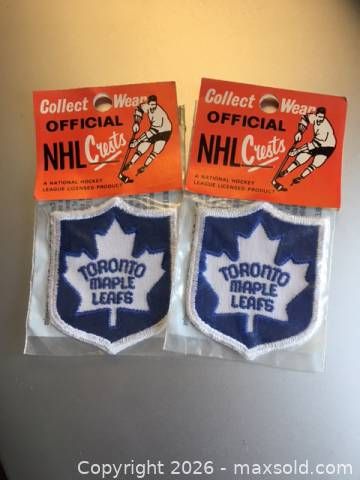 Collect Wear
OFFICIAL
NHL Crests
A NATIONAL HOCKEY
LEAGUE LICENSED PRODUCT
TORONTO
MAPLE
LEAFS
Collect Wear
OFFICIAL
NHL Crests
A NATIONAL HOCKEY
LEAGUE LICENSED PRODUCT
TORONTO
MAPLE
LEAFS
Copyright 2026 - maxsold.com